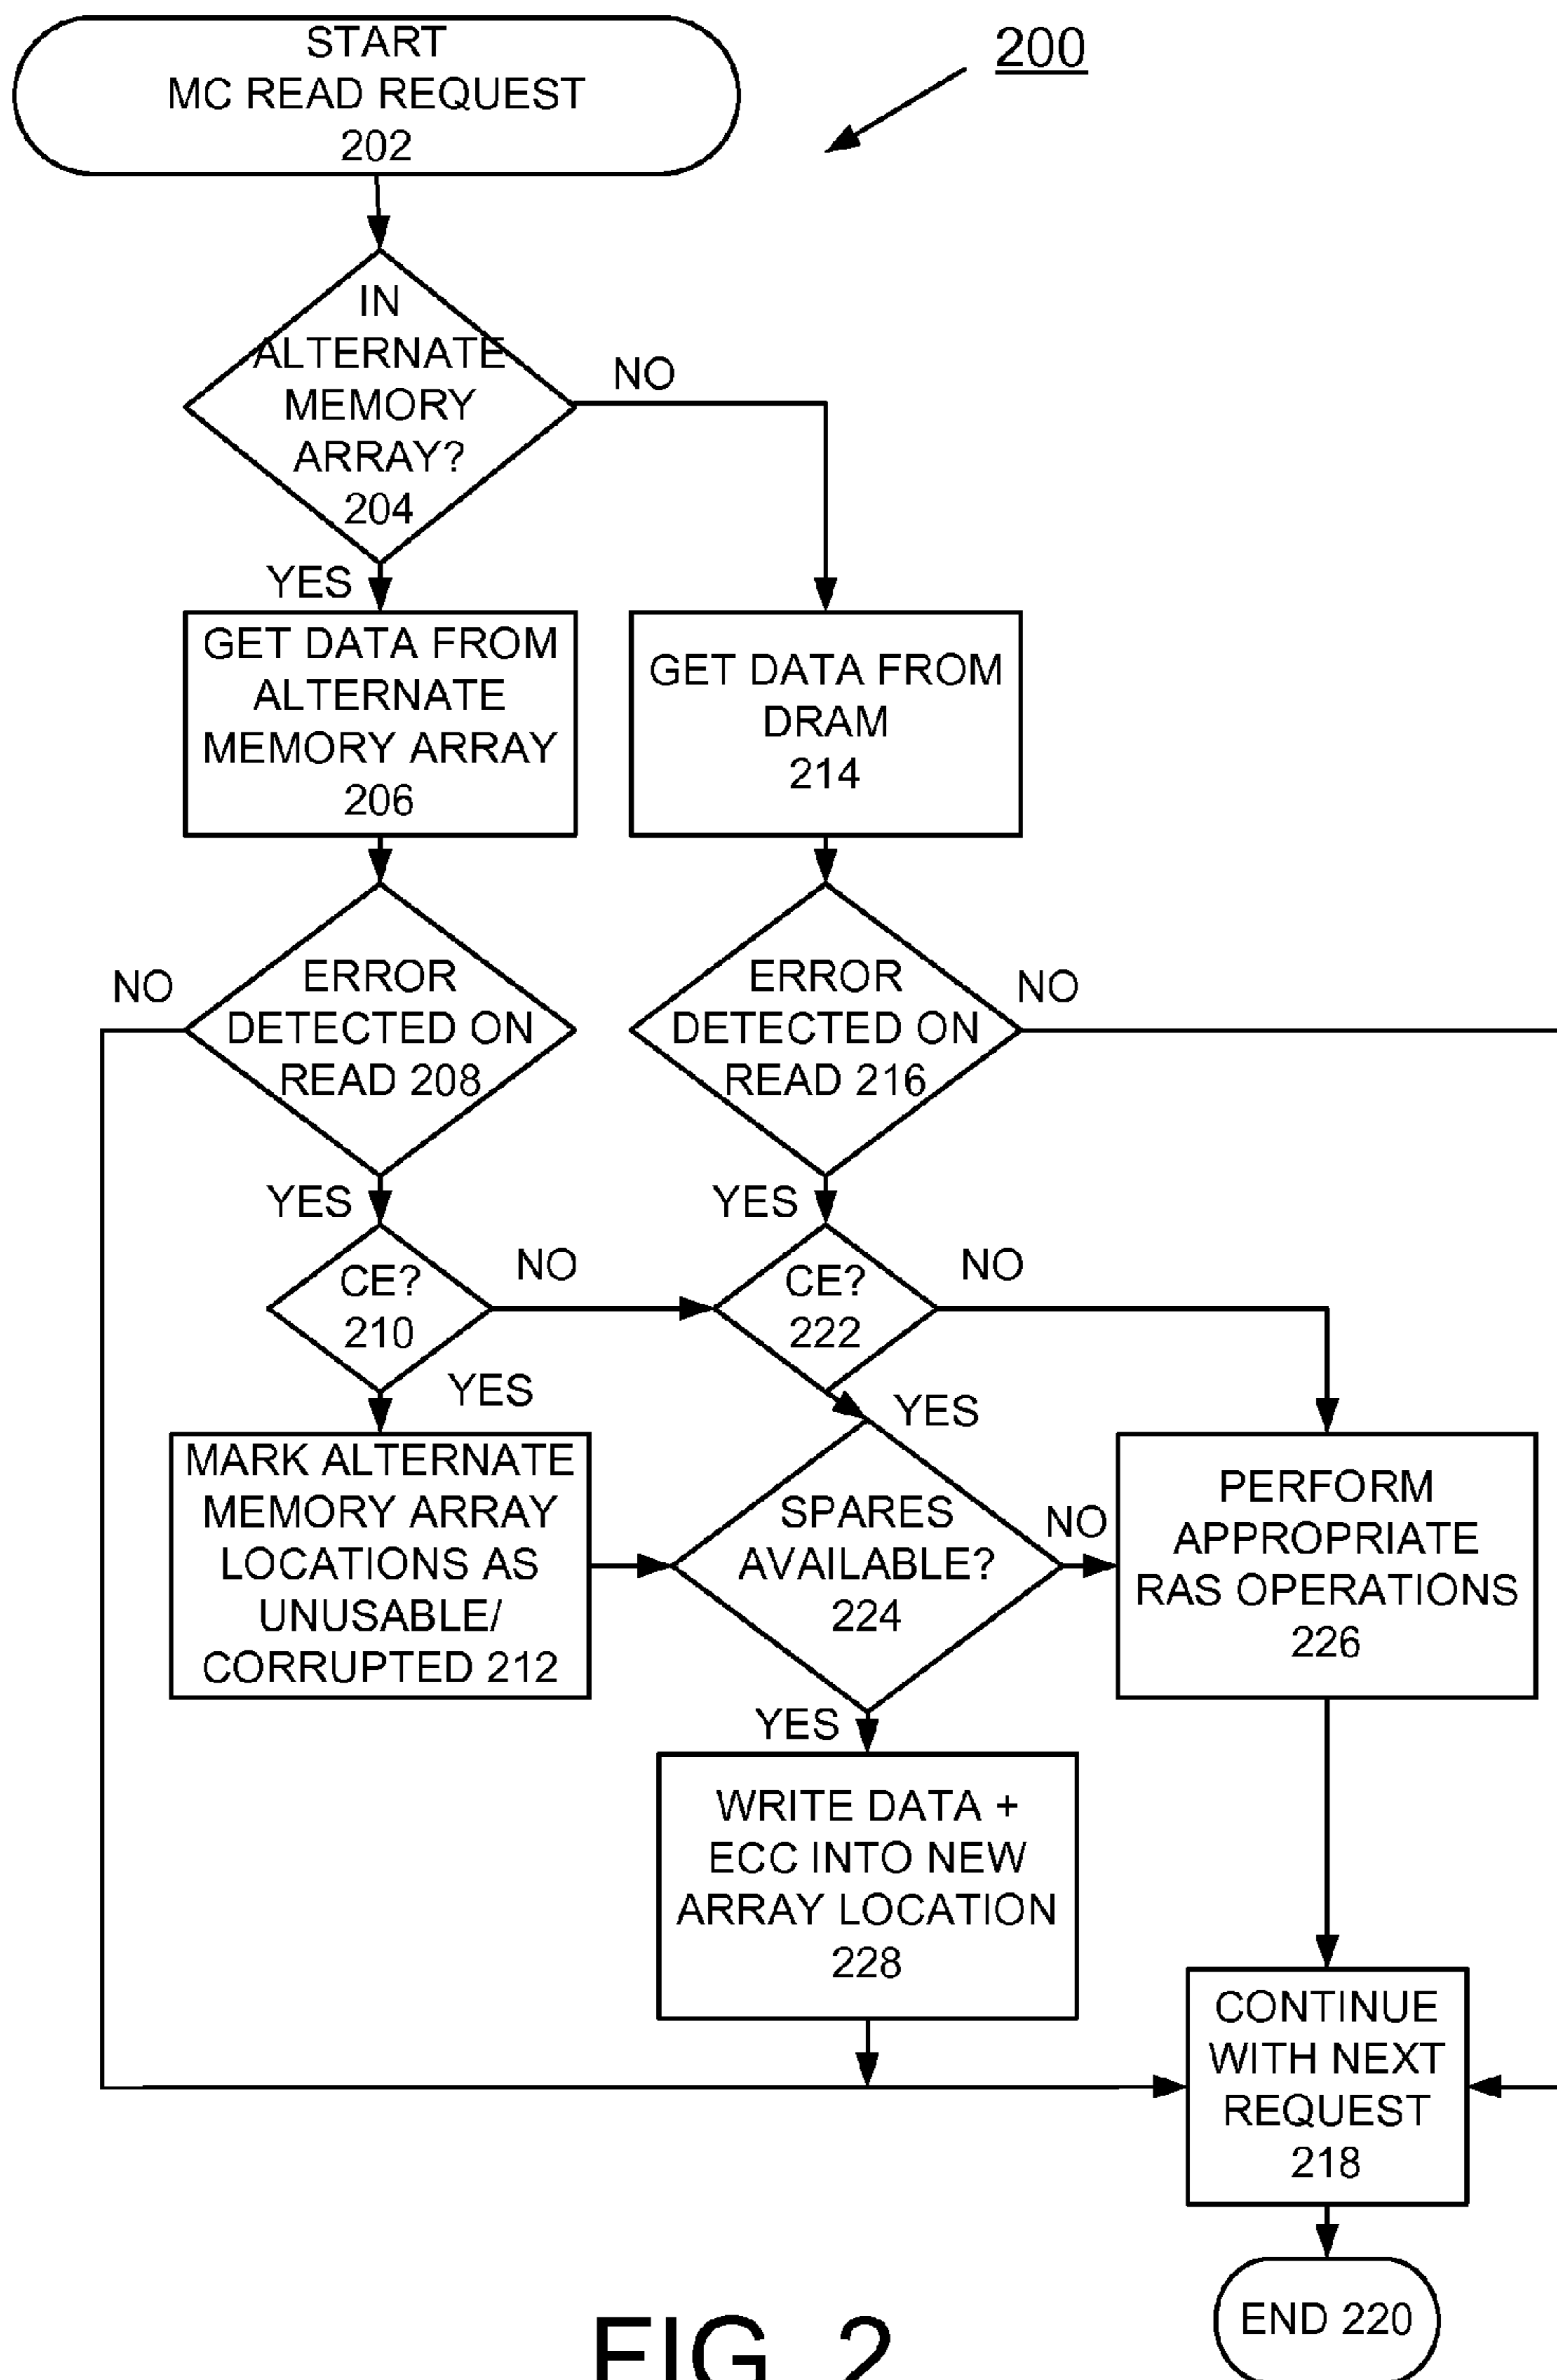 START
MC READ REQUEST
202
200
IN
ALTERNATE
MEMORY
ARRAY?
204
NO
YES
GET DATA FROM
ALTERNATE
MEMORY ARRAY
206
GET DATA FROM
DRAM
214
NO
ERROR
DETECTED ON
READ 208
ERROR
DETECTED ON
READ 216
NO
YES
YES
CE?
210
NO
CE?
222
NO
YES
YES
MARK ALTERNATE
MEMORY ARRAY
LOCATIONS AS
UNUSABLE/
CORRUPTED 212
SPARES
AVAILABLE?
224
NO
PERFORM
APPROPRIATE
RAS OPERATIONS
226
YES
WRITE DATA +
ECC INTO NEW
ARRAY LOCATION
228
CONTINUE
WITH NEXT
REQUEST
218
END 220
FIG. 2